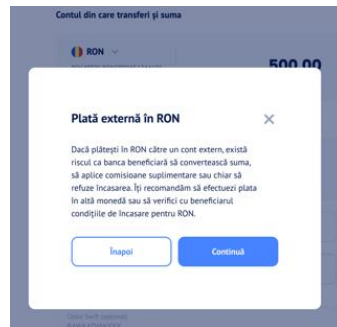 Contul din care transferi și suma
RON
500.00
Plată externă în RON
Dacă plătești în RON către un cont extern, există
riscul ca banca beneficiară să convertească suma,
să aplice comisioane suplimentare sau chiar să
refuze încasarea. Îți recomandăm să efectuezi plata
în altă monedă sau să verifici cu beneficiarul
condițiile de încasare pentru RON.
Înapoi
Continuă